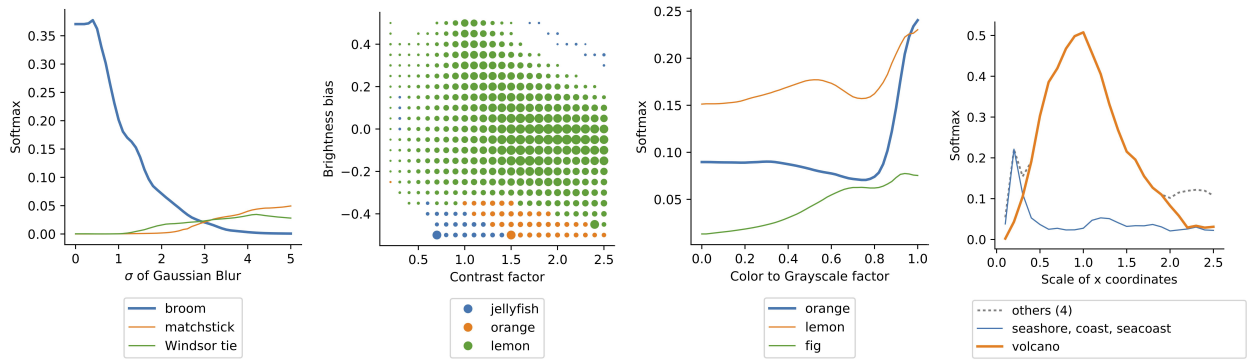 Softmax
0.35
0.30
0.25
0.20
0.15
0.10
0.05
0.00
0 1 2 3 4 5
σ of Gaussian Blur
broom
matchstick
Windsor tie
Brightness bias
0.4
0.2
0.0
−0.2
−0.4
0.5 1.0 1.5 2.0 2.5
Contrast factor
jellyfish
orange
lemon
Softmax
0.25
0.20
0.15
0.10
0.05
0.0 0.2 0.4 0.6 0.8 1.0
Color to Grayscale factor
orange
lemon
fig
Softmax
0.5
0.4
0.3
0.2
0.1
0.0
0.0 0.5 1.0 1.5 2.0 2.5
Scale of x coordinates
others (4)
seashore, coast, seacoast
volcano